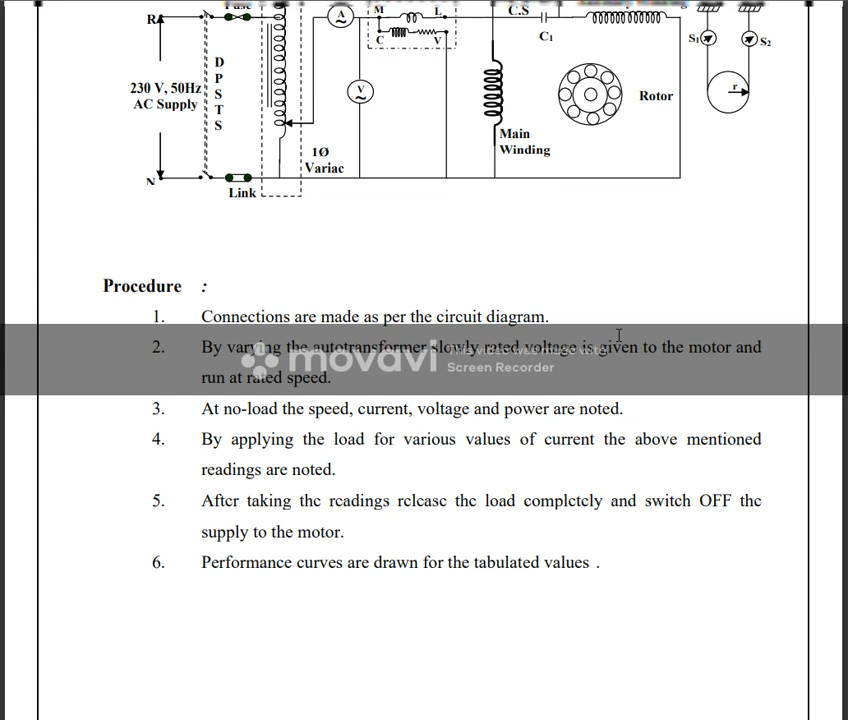 M L C.S
R A
C V C1 S1 S2
D
P
S
T
S
230 V, 50Hz
AC Supply
V
Rotor
r
Main
Winding
1Ø
Variac
N
Link
Procedure :
1. Connections are made as per the circuit diagram.
2. By varying the autotransformer slowly rated voltage is given to the motor and
run at rated speed.
movavi
Screen Recorder
3. At no-load the speed, current, voltage and power are noted.
4. By applying the load for various values of current the above mentioned
readings are noted.
5. After taking the readings release the load completely and switch OFF the
supply to the motor.
6. Performance curves are drawn for the tabulated values .